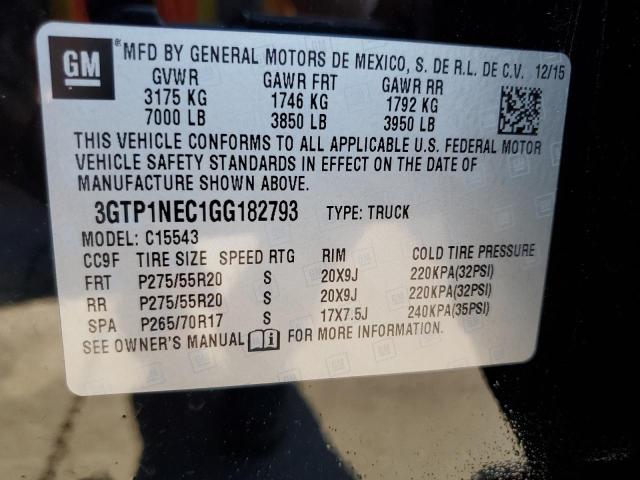 GM ® MFD BY GENERAL MOTORS DE MEXICO, S. DE R.L. DE C.V. 12/15
GVWR GAWR FRT GAWR RR
3175 KG 1746 KG 1792 KG
7000 LB 3850 LB 3950 LB
THIS VEHICLE CONFORMS TO ALL APPLICABLE U.S. FEDERAL MOTOR
VEHICLE SAFETY STANDARDS IN EFFECT ON THE DATE OF
MANUFACTURE SHOWN ABOVE.
3GTP1NEC1GG182793 TYPE: TRUCK
MODEL: C15543
CC9F TIRE SIZE SPEED RTG RIM COLD TIRE PRESSURE
FRT P275/55R20 S 20X9J 220KPA(32PSI)
RR P275/55R20 S 20X9J 220KPA(32PSI)
SPA P265/70R17 S 17X7.5J 240KPA(35PSI)
SEE OWNER'S MANUAL FOR MORE INFORMATION.